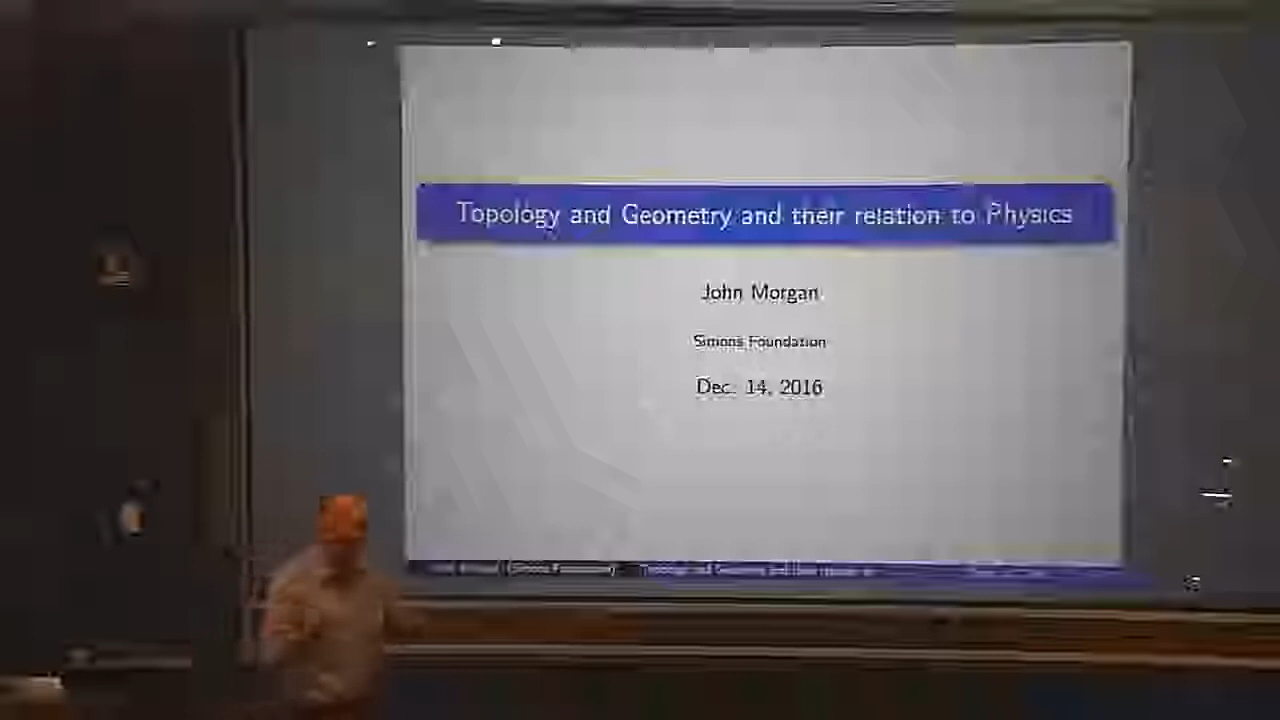 Topology and Geometry and their relation to Physics
John Morgan
Simons Foundation
Dec. 14, 2016